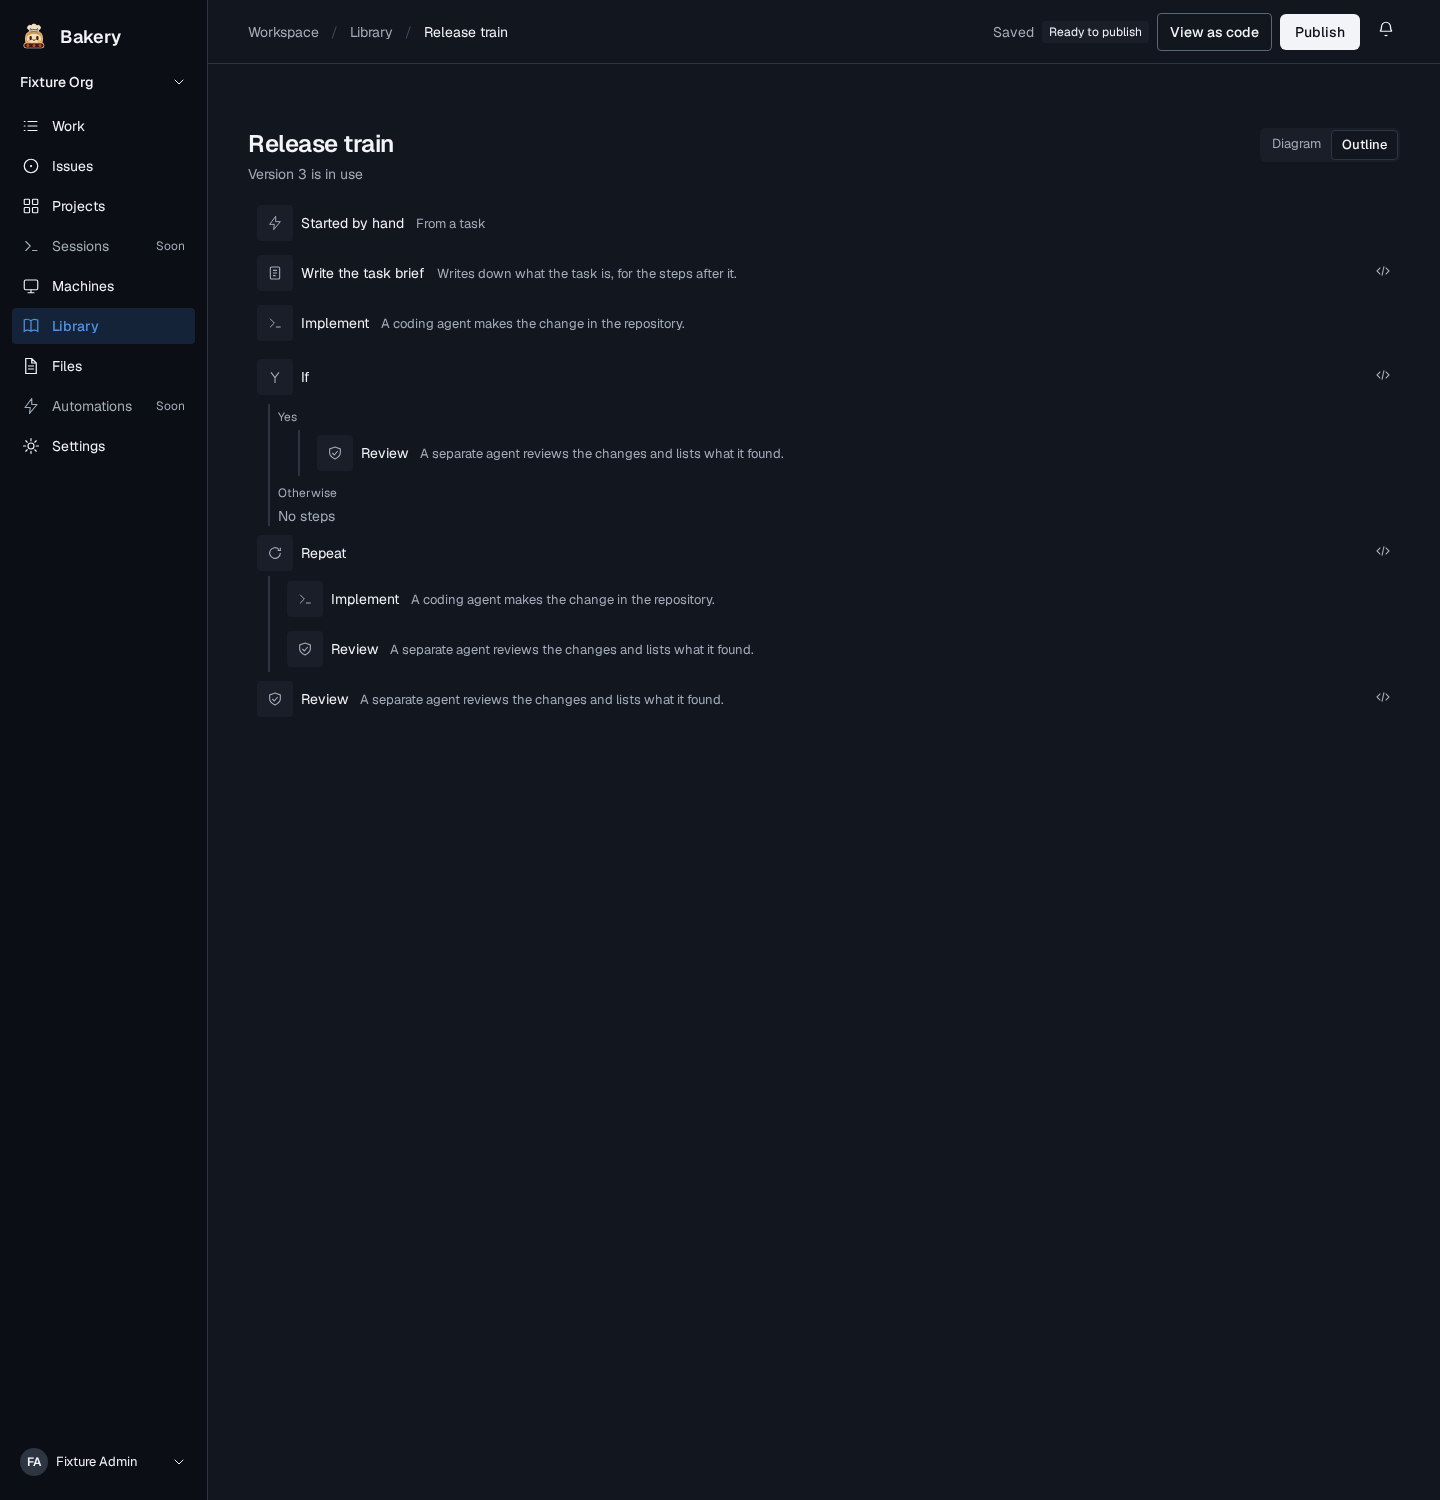 Bakery
Fixture Org
Work
Issues
Projects
Sessions Soon
Machines
Library
Files
Automations Soon
Settings
FA Fixture Admin
Workspace / Library / Release train
Saved Ready to publish View as code Publish
Release train
Version 3 is in use
Diagram Outline
Started by hand From a task
Write the task brief Writes down what the task is, for the steps after it.
Implement A coding agent makes the change in the repository.
If
Yes
Review A separate agent reviews the changes and lists what it found.
Otherwise
No steps
Repeat
Implement A coding agent makes the change in the repository.
Review A separate agent reviews the changes and lists what it found.
Review A separate agent reviews the changes and lists what it found.